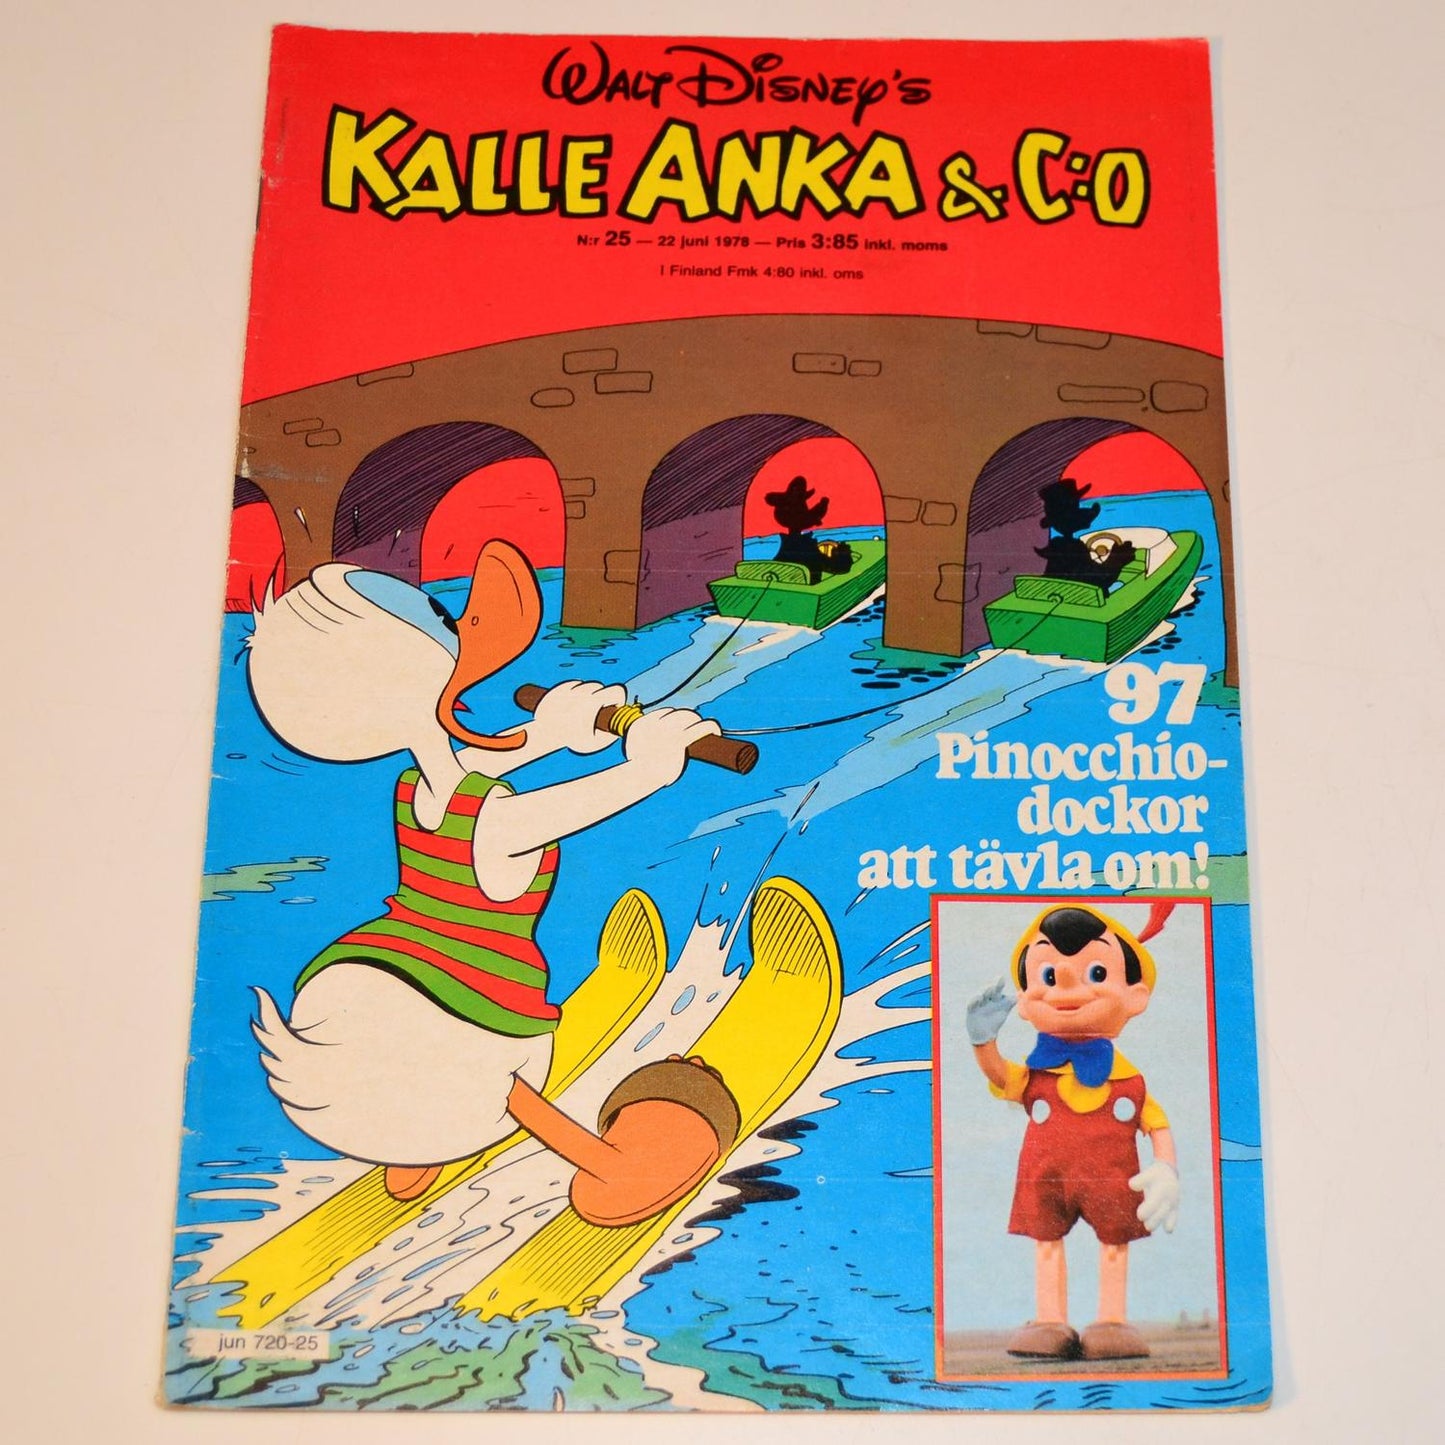 WALT DISNEY'S
KALLE ANKA & C:O
N:r 25 — 22 juni 1978 — Pris 3:85 inkl. moms
I Finland Fmk 4:80 inkl. oms
97
Pinocchio-
dockor
att tävla om!
jun 720-25